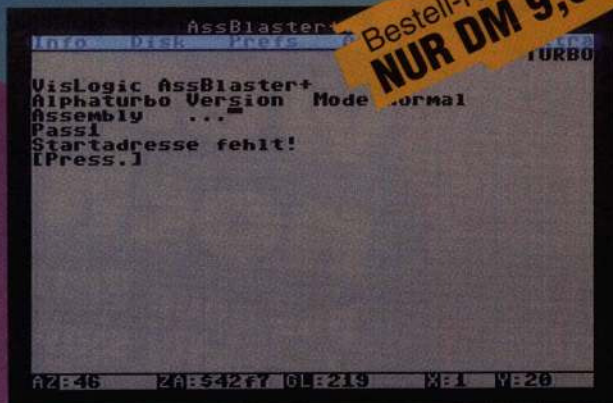 AssBlaster+
Bestell-
NUR DM 9,
Info Disk Prefs
TURBO
VisLogic AssBlaster+
Alphaturbo Version Mode Normal
Assembly ...
Pass1
Startadresse fehlt!
[Press.]
AZ:46 ZA:$42f7 GL:219 X:1 Y:20